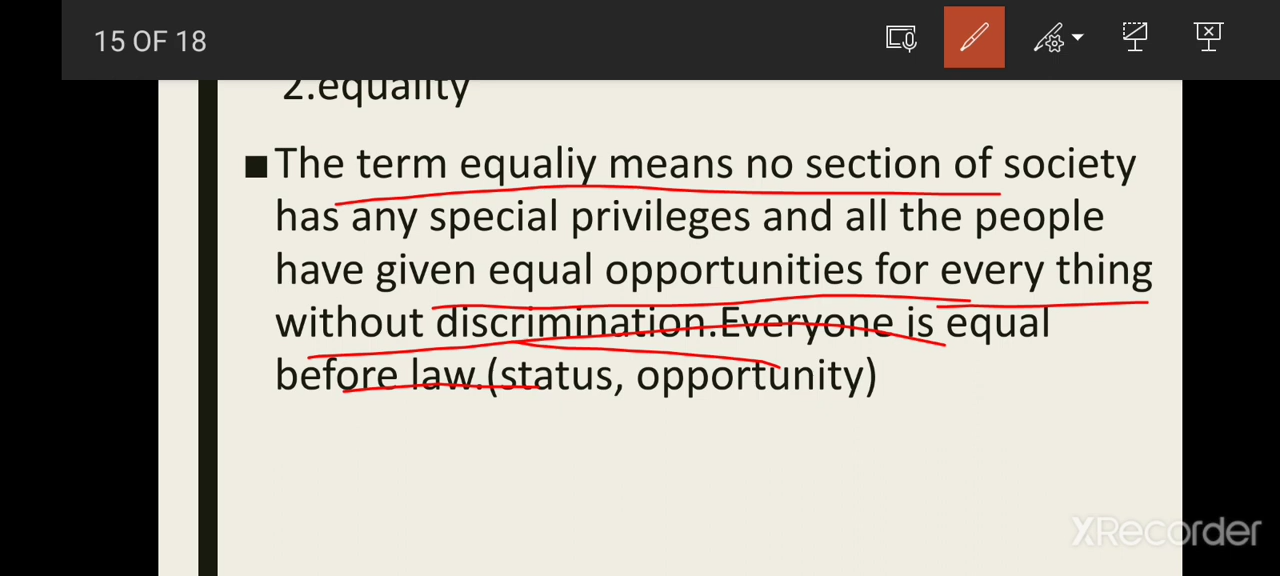 15 OF 18
2.equality
■The term equaliy means no section of society
has any special privileges and all the people
have given equal opportunities for every thing
without discrimination.Everyone is equal
before law.(status, opportunity)
XRecorder